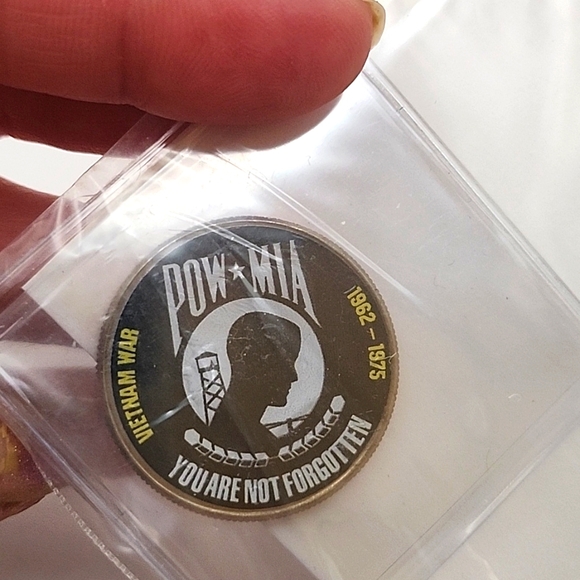 POW★MIA
VIETNAM WAR
1962 - 1975
YOU ARE NOT FORGOTTEN